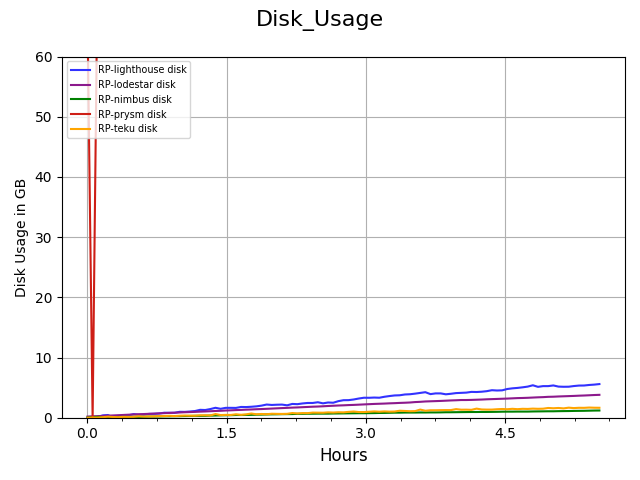 Disk_Usage
60
50
40
30
20
10
0
Disk Usage in GB
RP-lighthouse disk
RP-lodestar disk
RP-nimbus disk
RP-prysm disk
RP-teku disk
0.0 1.5 3.0 4.5
Hours